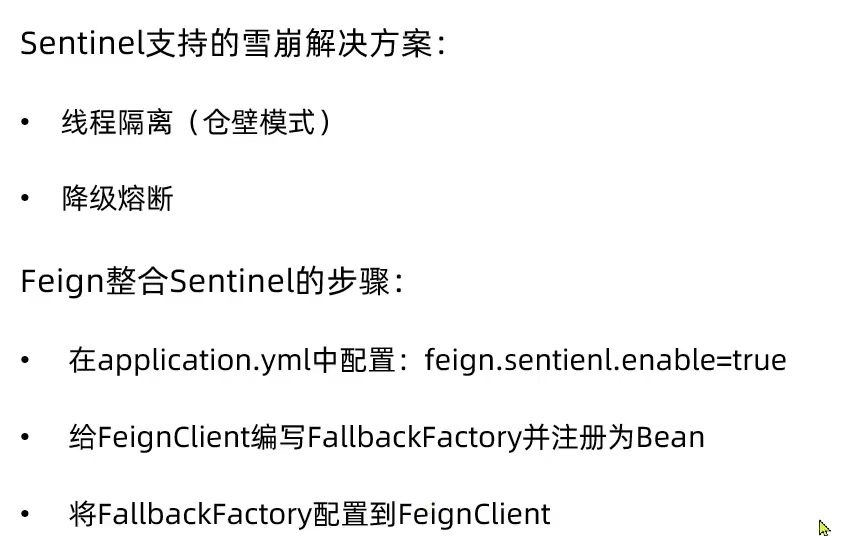 Sentinel支持的雪崩解决方案：
• 线程隔离（仓壁模式）
• 降级熔断
Feign整合Sentinel的步骤：
• 在application.yml中配置：feign.sentienl.enable=true
• 给FeignClient编写FallbackFactory并注册为Bean
• 将FallbackFactory配置到FeignClient